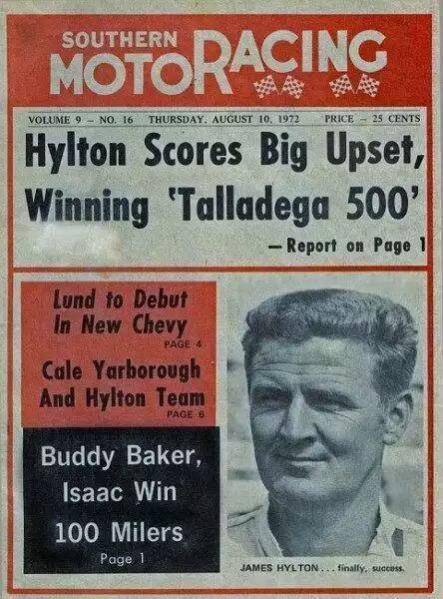 SOUTHERN
MOTORACING
VOLUME 9 – NO. 16 THURSDAY, AUGUST 10, 1972 PRICE – 25 CENTS
Hylton Scores Big Upset,
Winning 'Talladega 500'
—Report on Page 1
Lund to Debut
In New Chevy
PAGE 4
Cale Yarborough
And Hylton Team
PAGE 6
Buddy Baker,
Isaac Win
100 Milers
Page 1
JAMES HYLTON . . . finally, success.